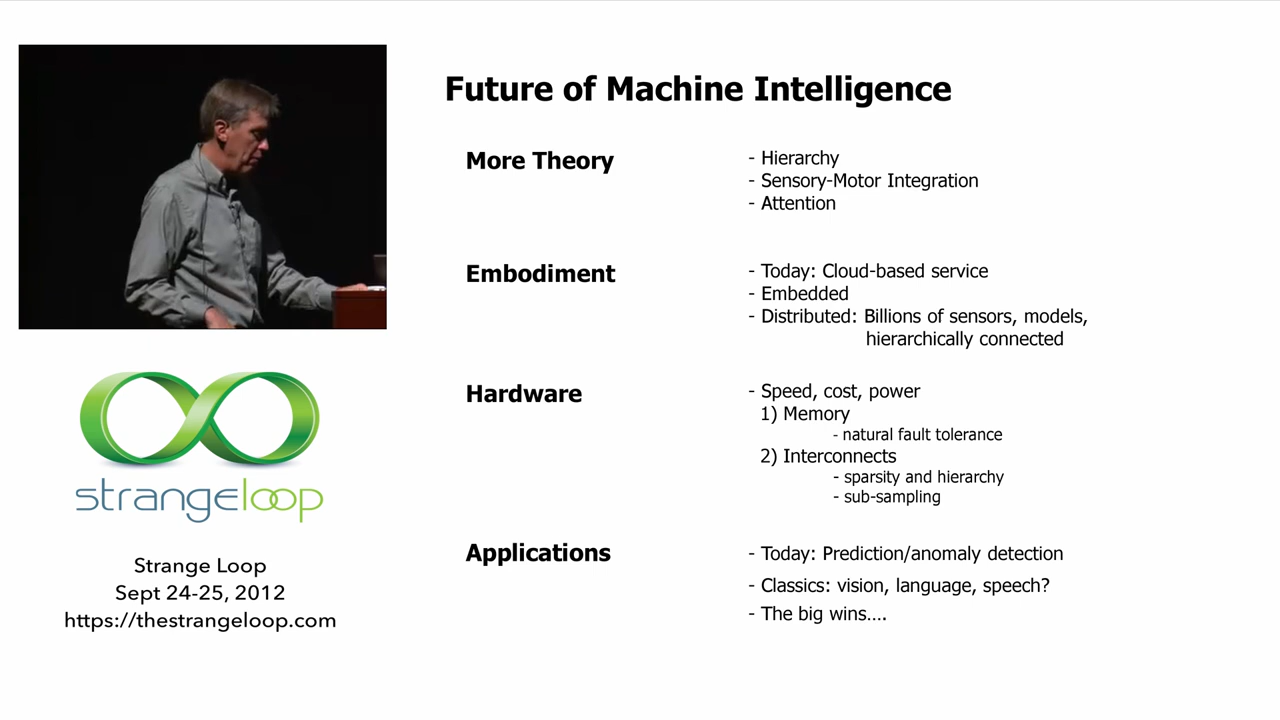 Future of Machine Intelligence
More Theory
- Hierarchy
- Sensory-Motor Integration
- Attention
Embodiment
- Today: Cloud-based service
- Embedded
- Distributed: Billions of sensors, models,
hierarchically connected
Hardware
- Speed, cost, power
1) Memory
- natural fault tolerance
2) Interconnects
- sparsity and hierarchy
- sub-sampling
Applications
- Today: Prediction/anomaly detection
- Classics: vision, language, speech?
- The big wins....
strangeloop
Strange Loop
Sept 24-25, 2012
https://thestrangeloop.com